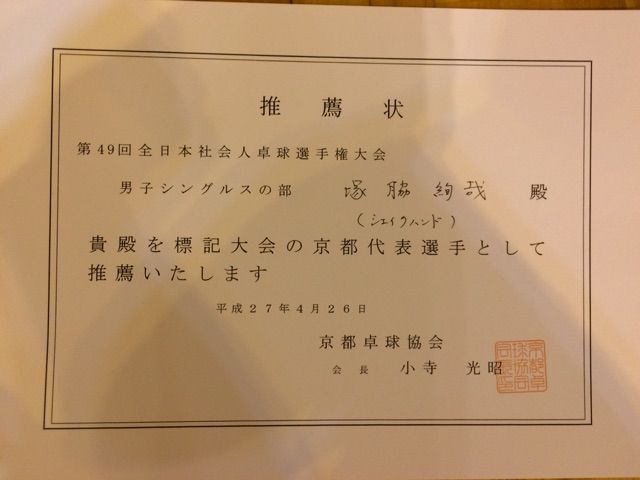 推薦状
第49回全日本社会人卓球選手権大会
男子シングルスの部 塚脇 絢哉 殿
(シェイクハンド)
貴殿を標記大会の京都代表選手として
推薦いたします
平成27年4月26日
京都卓球協会
会長 小寺 光昭